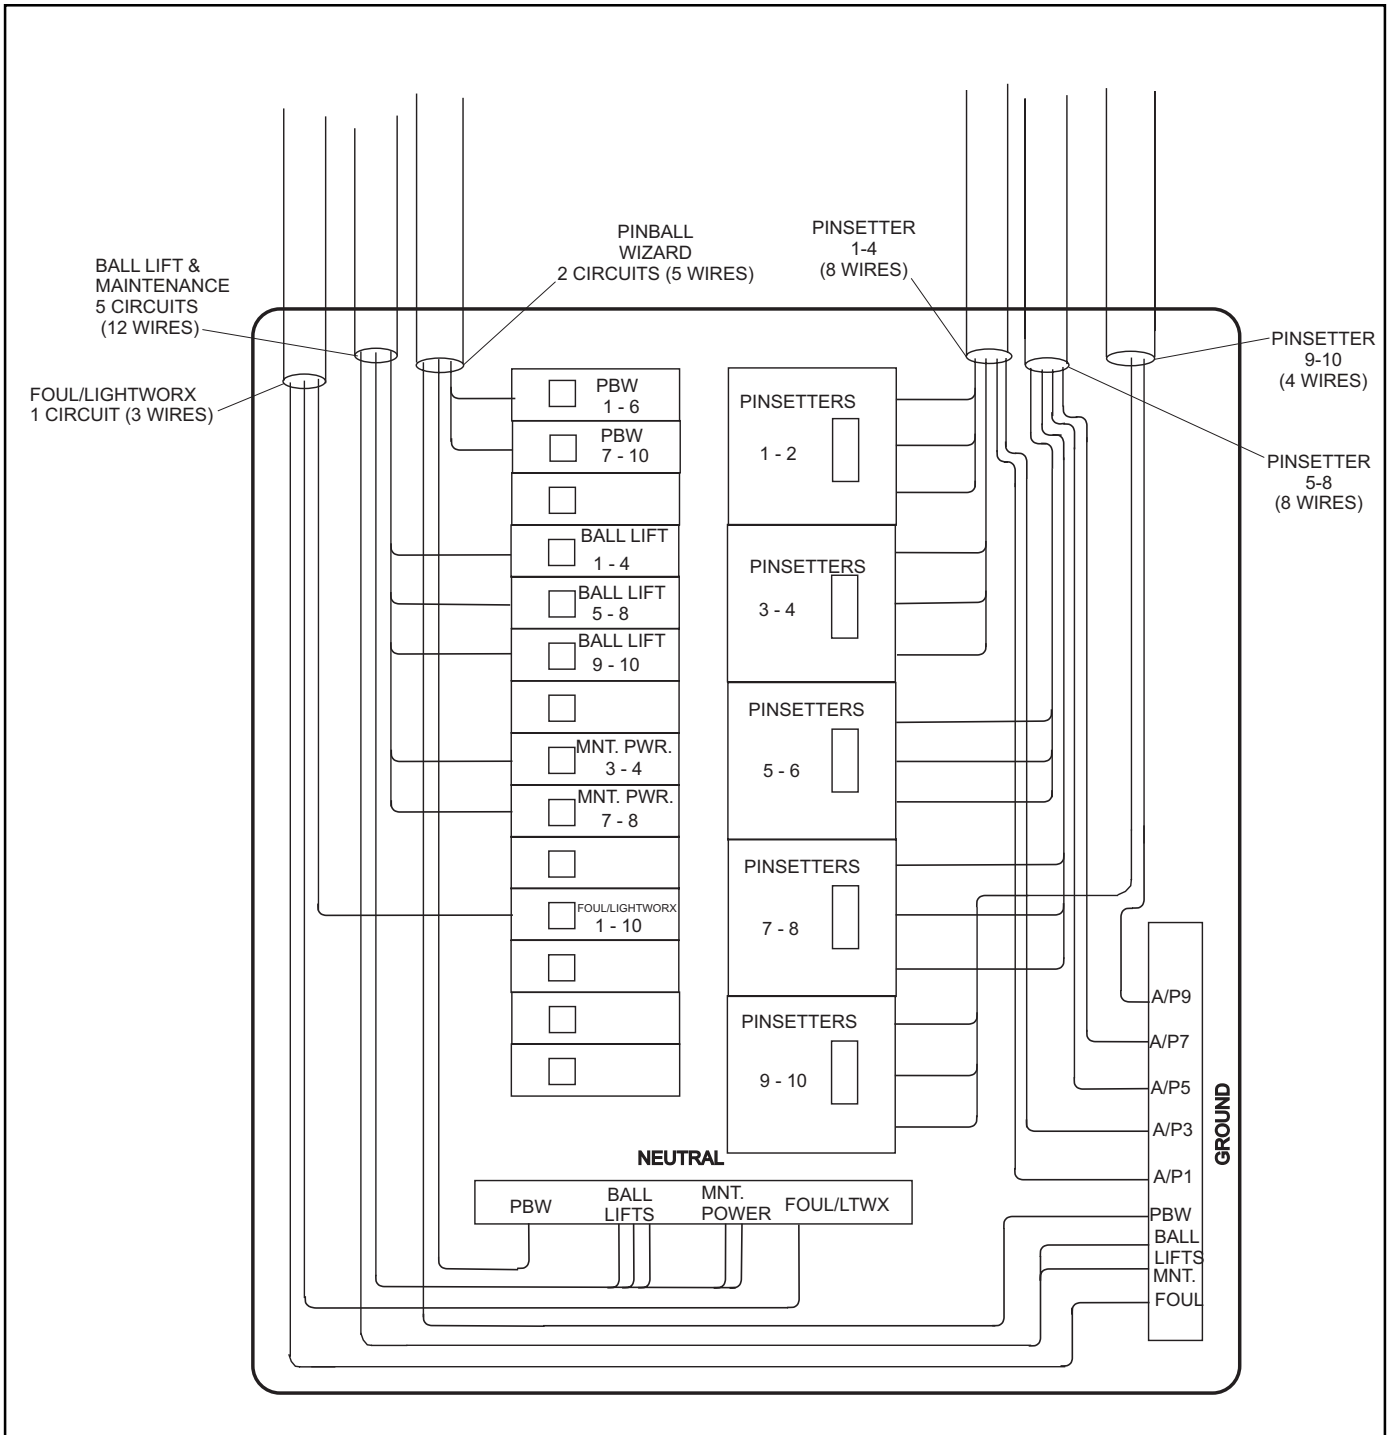 PINBALL
WIZARD
2 CIRCUITS (5 WIRES)
PINSETTER
1-4
(8 WIRES)
BALL LIFT &
MAINTENANCE
5 CIRCUITS
(12 WIRES)
FOUL/LIGHTWORX
1 CIRCUIT (3 WIRES)
PINSETTER
9-10
(4 WIRES)
PINSETTER
5-8
(8 WIRES)
PBW
1 - 6
PBW
7 - 10
BALL LIFT
1 - 4
BALL LIFT
5 - 8
BALL LIFT
9 - 10
MNT. PWR.
3 - 4
MNT. PWR.
7 - 8
FOUL/LIGHTWORX
1 - 10
PINSETTERS
1 - 2
PINSETTERS
3 - 4
PINSETTERS
5 - 6
PINSETTERS
7 - 8
PINSETTERS
9 - 10
NEUTRAL
PBW
BALL
LIFTS
MNT.
POWER
FOUL/LTWX
A/P9
A/P7
A/P5
A/P3
A/P1
PBW
BALL
LIFTS
MNT.
FOUL
GROUND